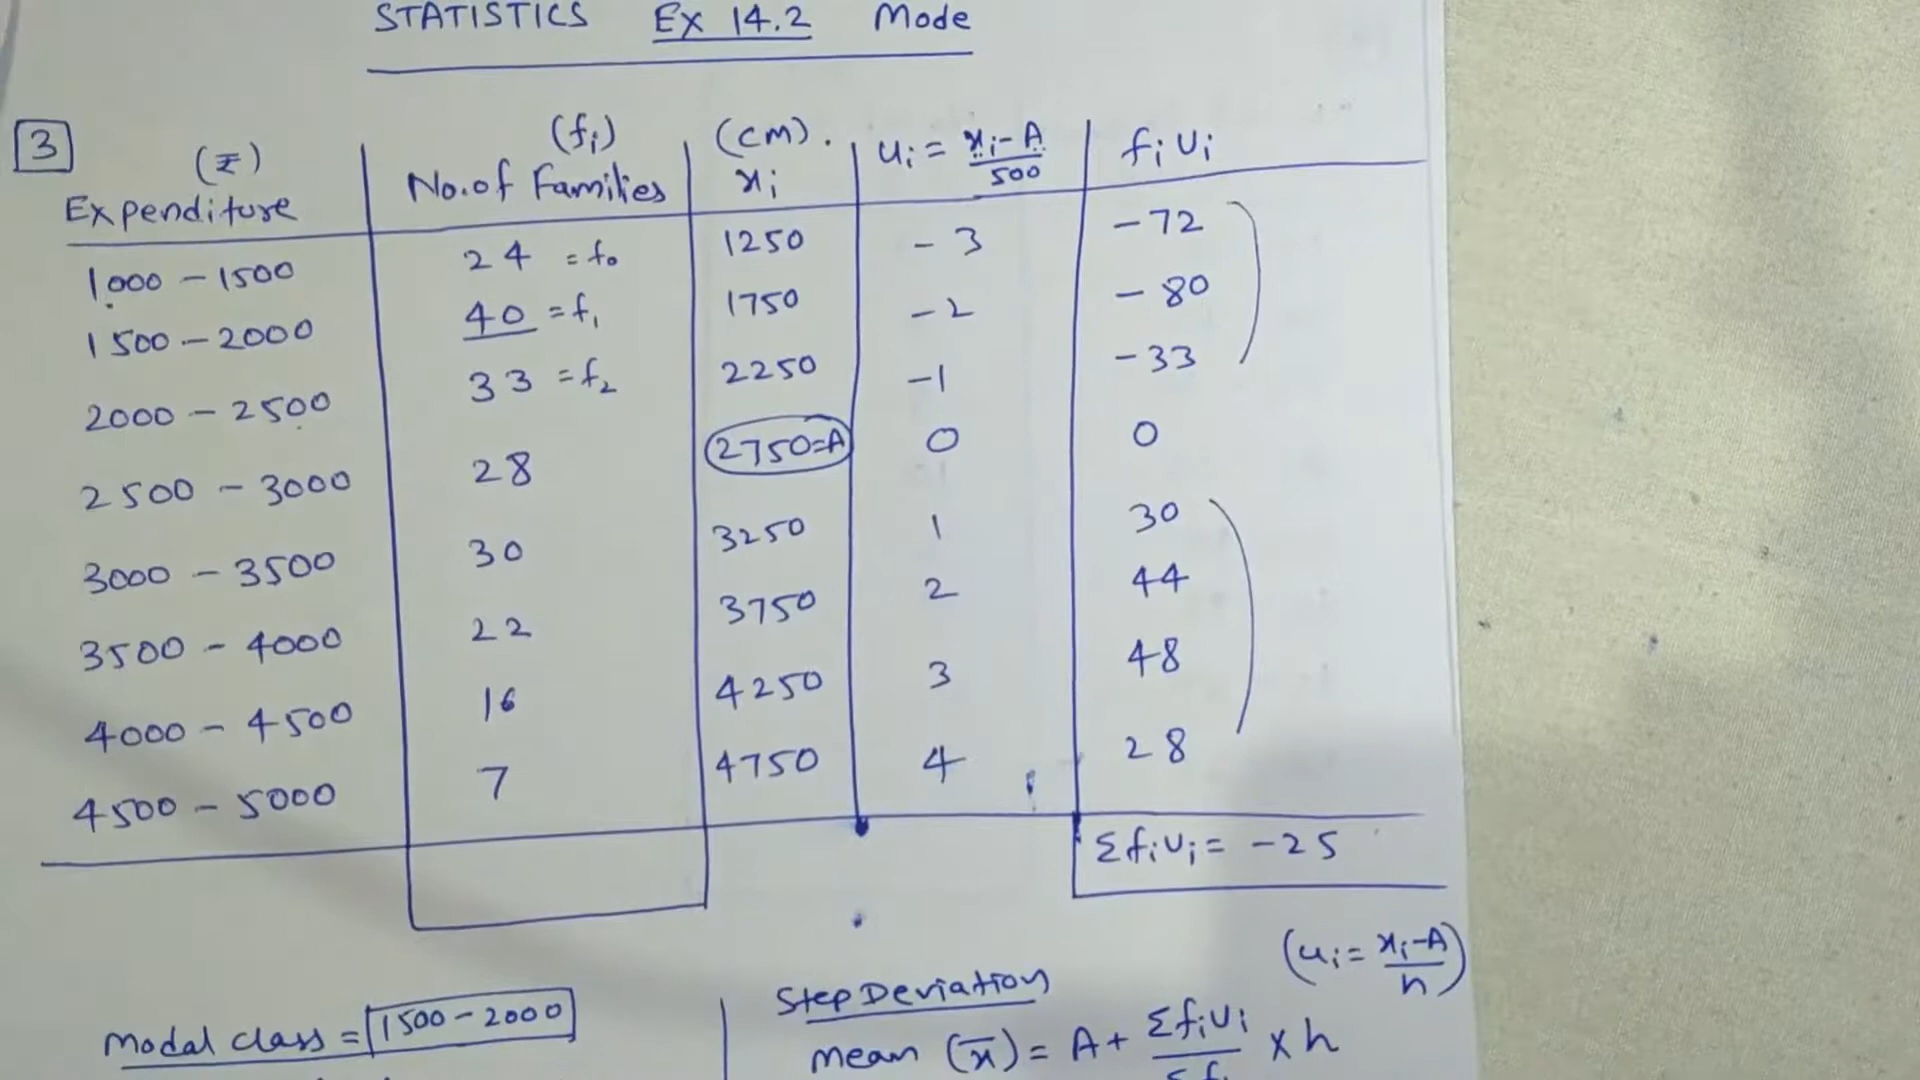 STATISTICS Ex 14.2 Mode
3
(₹) (fi) (cm).
Expenditure No.of Families xi ui = xi-A/500 fiui
1000 - 1500 24 = f₀ 1250 - 3 - 72
1500 - 2000 40 = f₁ 1750 - 2 - 80
2000 - 2500 33 = f₂ 2250 -1 - 33
2500 - 3000 28 2750=A 0 0
3000 - 3500 30 3250 1 30
3500 - 4000 22 3750 2 44
4000 - 4500 16 4250 3 48
4500 - 5000 7 4750 4 28
Σfiui = -25
(ui = xi-A/h)
Modal class = 1500 - 2000
Step Deviation
Mean (x̄) = A + Σfiui/Σfi × h